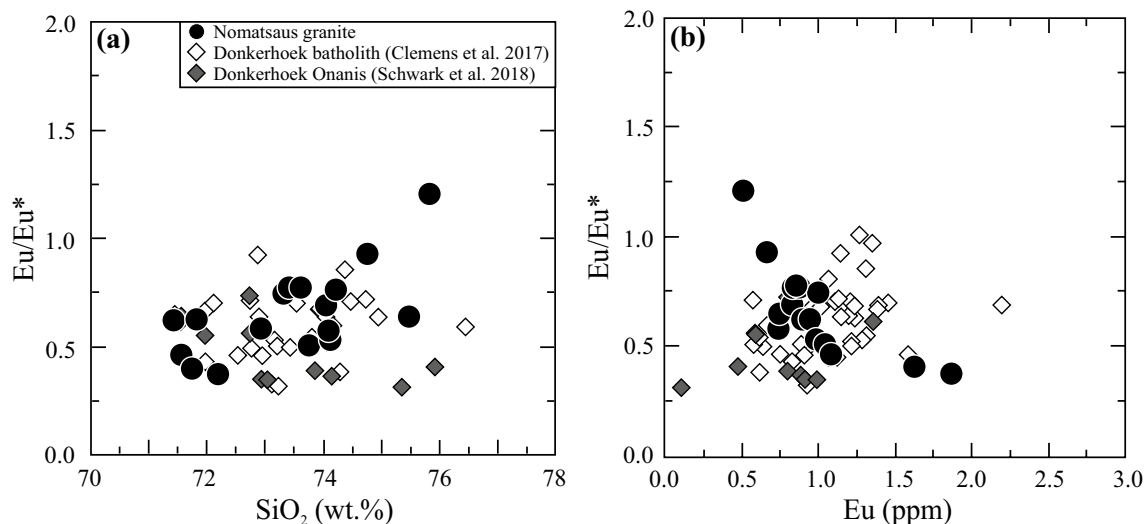 (a)
Nomatsaus granite
Donkerhoek batholith (Clemens et al. 2017)
Donkerhoek Onanis (Schwark et al. 2018)
2.0
1.5
1.0
0.5
0.0
Eu/Eu*
70 72 73 74 76 78
SiO₂ (wt.%)
(b)
2.0
1.5
1.0
0.5
0.0
Eu/Eu*
0.0 0.5 1.0 1.5 2.0 2.5 3.0
Eu (ppm)